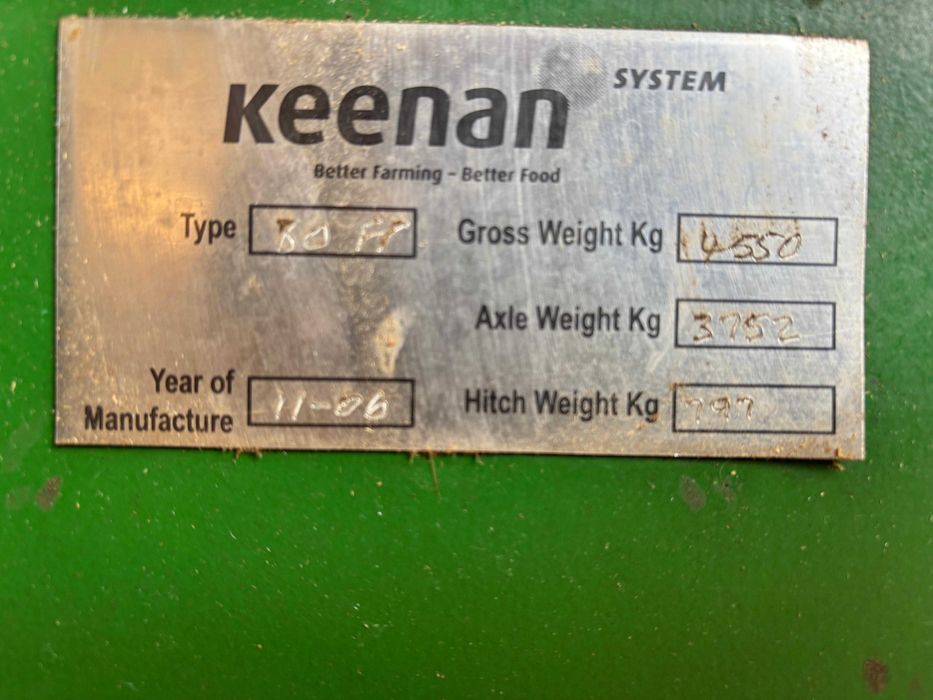 Keenan SYSTEM
Better Farming - Better Food
Type 80 Gross Weight Kg 4550
Axle Weight Kg 3752
Year of Manufacture 11-06 Hitch Weight Kg 797